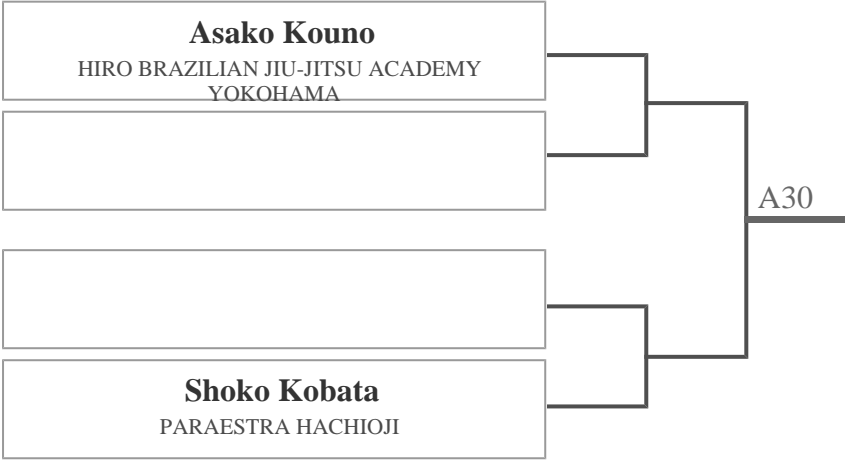 Asako Kouno
HIRO BRAZILIAN JIU-JITSU ACADEMY
YOKOHAMA
A30
Shoko Kobata
PARAESTRA HACHIOJI